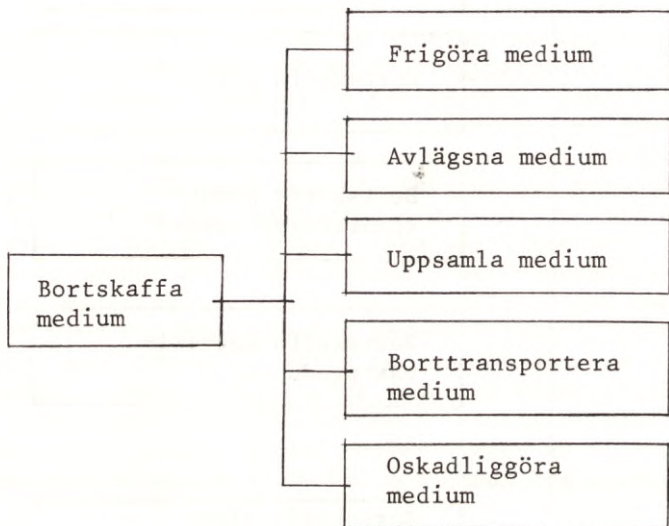 Frigöra medium
Avlägsna medium
Uppsamla medium
Bortskaffa
medium
Borttransportera
medium
Oskadliggöra
medium